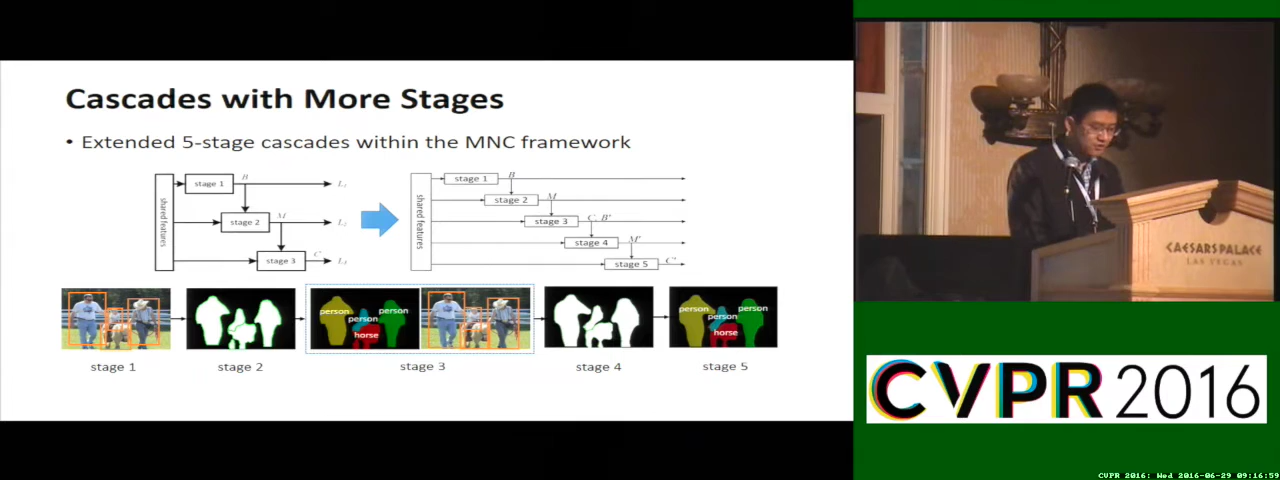 Cascades with More Stages
• Extended 5-stage cascades within the MNC framework
shared features
stage 1
B
L₁
stage 2
M
L₂
stage 3
C
L₃
shared features
stage 1
B
stage 2
M
stage 3
C, B'
stage 4
M'
stage 5
C'
person
person
person
horse
person
person
person
horse
stage 1
stage 2
stage 3
stage 4
stage 5
CAESARS PALACE
LAS VEGAS
CVPR 2016
CVPR 2016: Wed 2016-06-29 09:16:59